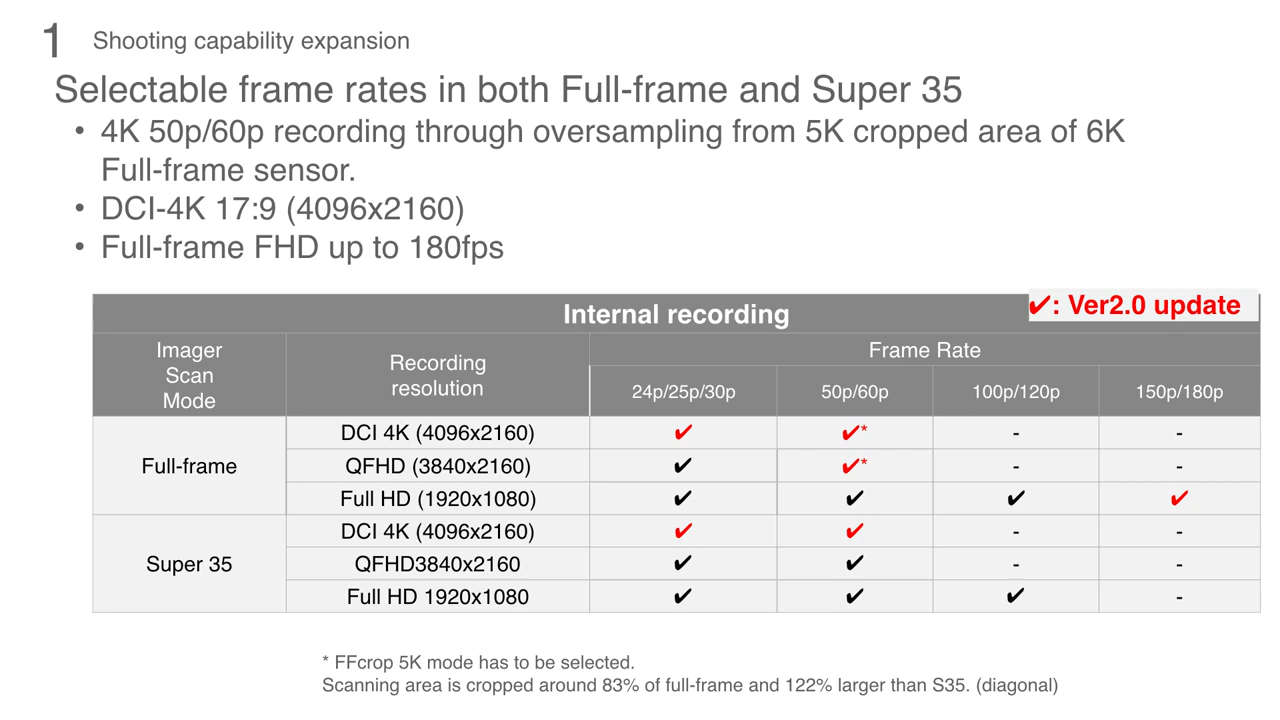 1 Shooting capability expansion
Selectable frame rates in both Full-frame and Super 35
• 4K 50p/60p recording through oversampling from 5K cropped area of 6K
Full-frame sensor.
• DCI-4K 17:9 (4096x2160)
• Full-frame FHD up to 180fps
✔: Ver2.0 update
Internal recording
Imager
Scan
Mode
Recording
resolution
Frame Rate
24p/25p/30p 50p/60p 100p/120p 150p/180p
Full-frame
DCI 4K (4096x2160) ✔ ✔* - -
QFHD (3840x2160) ✔ ✔* - -
Full HD (1920x1080) ✔ ✔ ✔ ✔
Super 35
DCI 4K (4096x2160) ✔ ✔ - -
QFHD3840x2160 ✔ ✔ - -
Full HD 1920x1080 ✔ ✔ ✔ -
* FFcrop 5K mode has to be selected.
Scanning area is cropped around 83% of full-frame and 122% larger than S35. (diagonal)